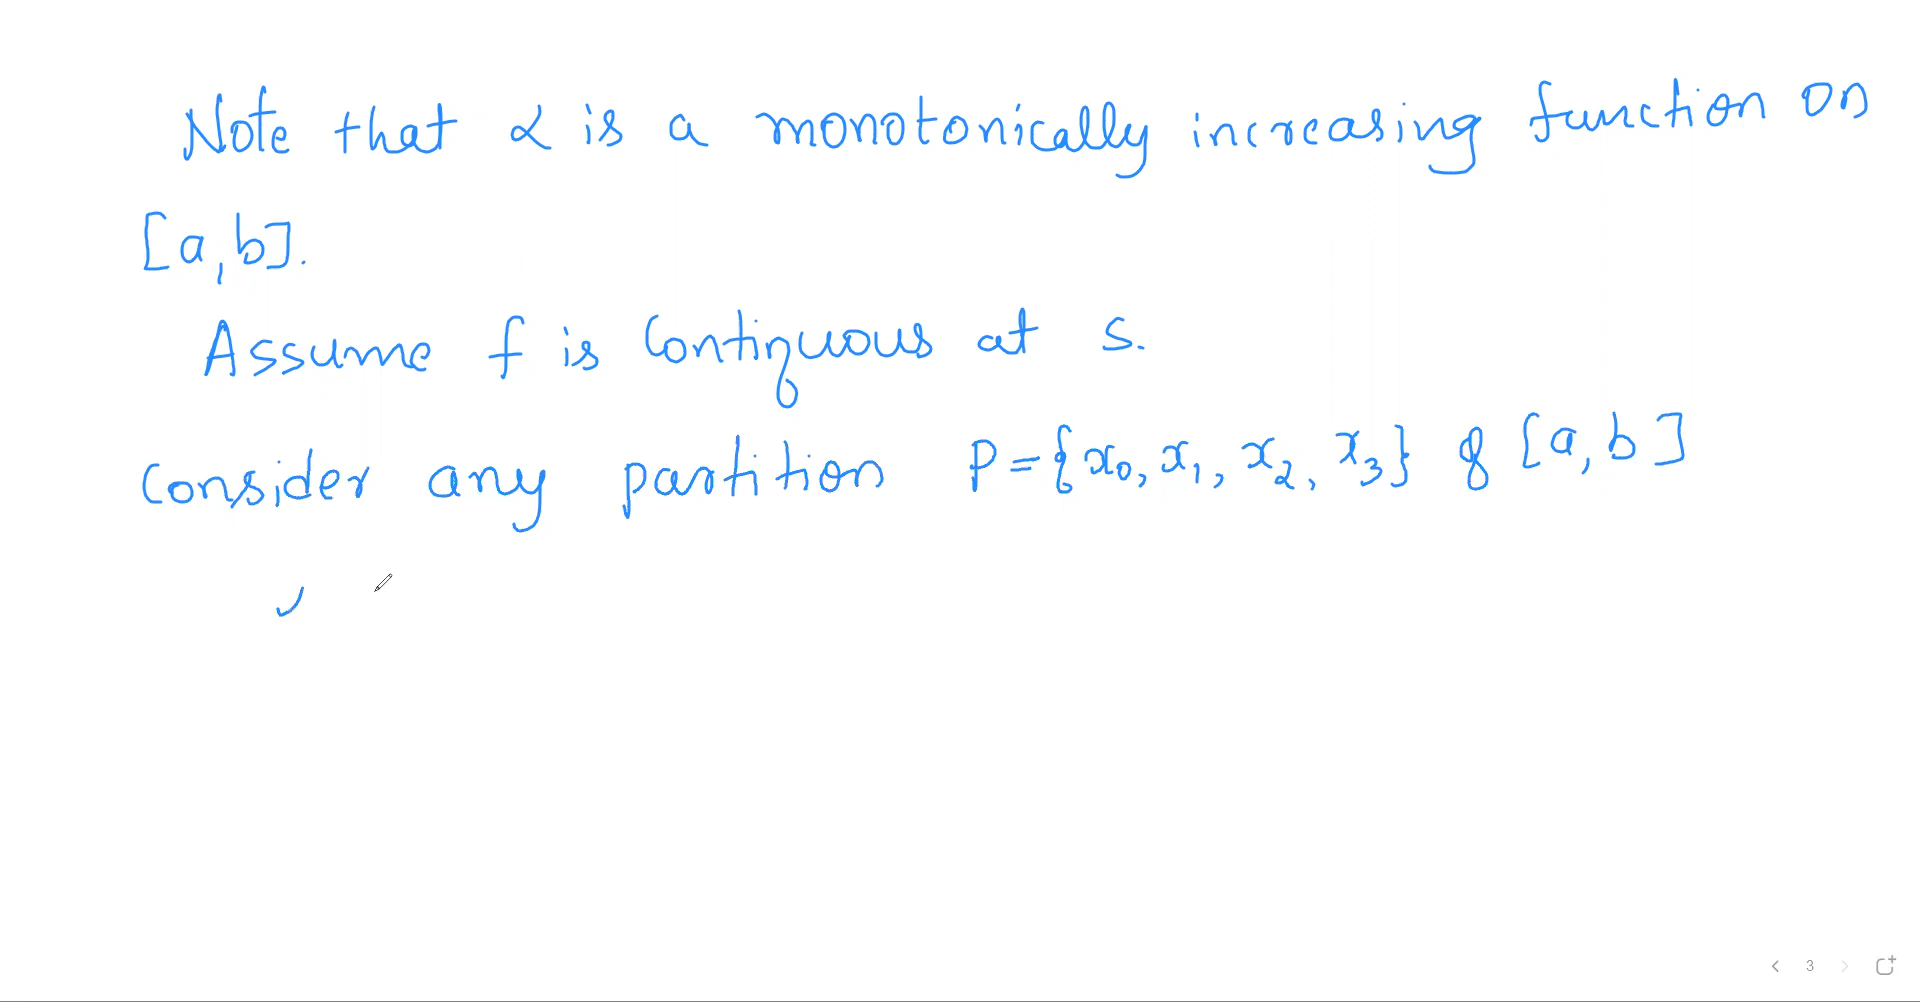 Note that α is a monotonically increasing function on
[a,b].
Assume f is continuous at s.
Consider any partition P={x₀, x₁, x₂, x₃} of [a,b]
3